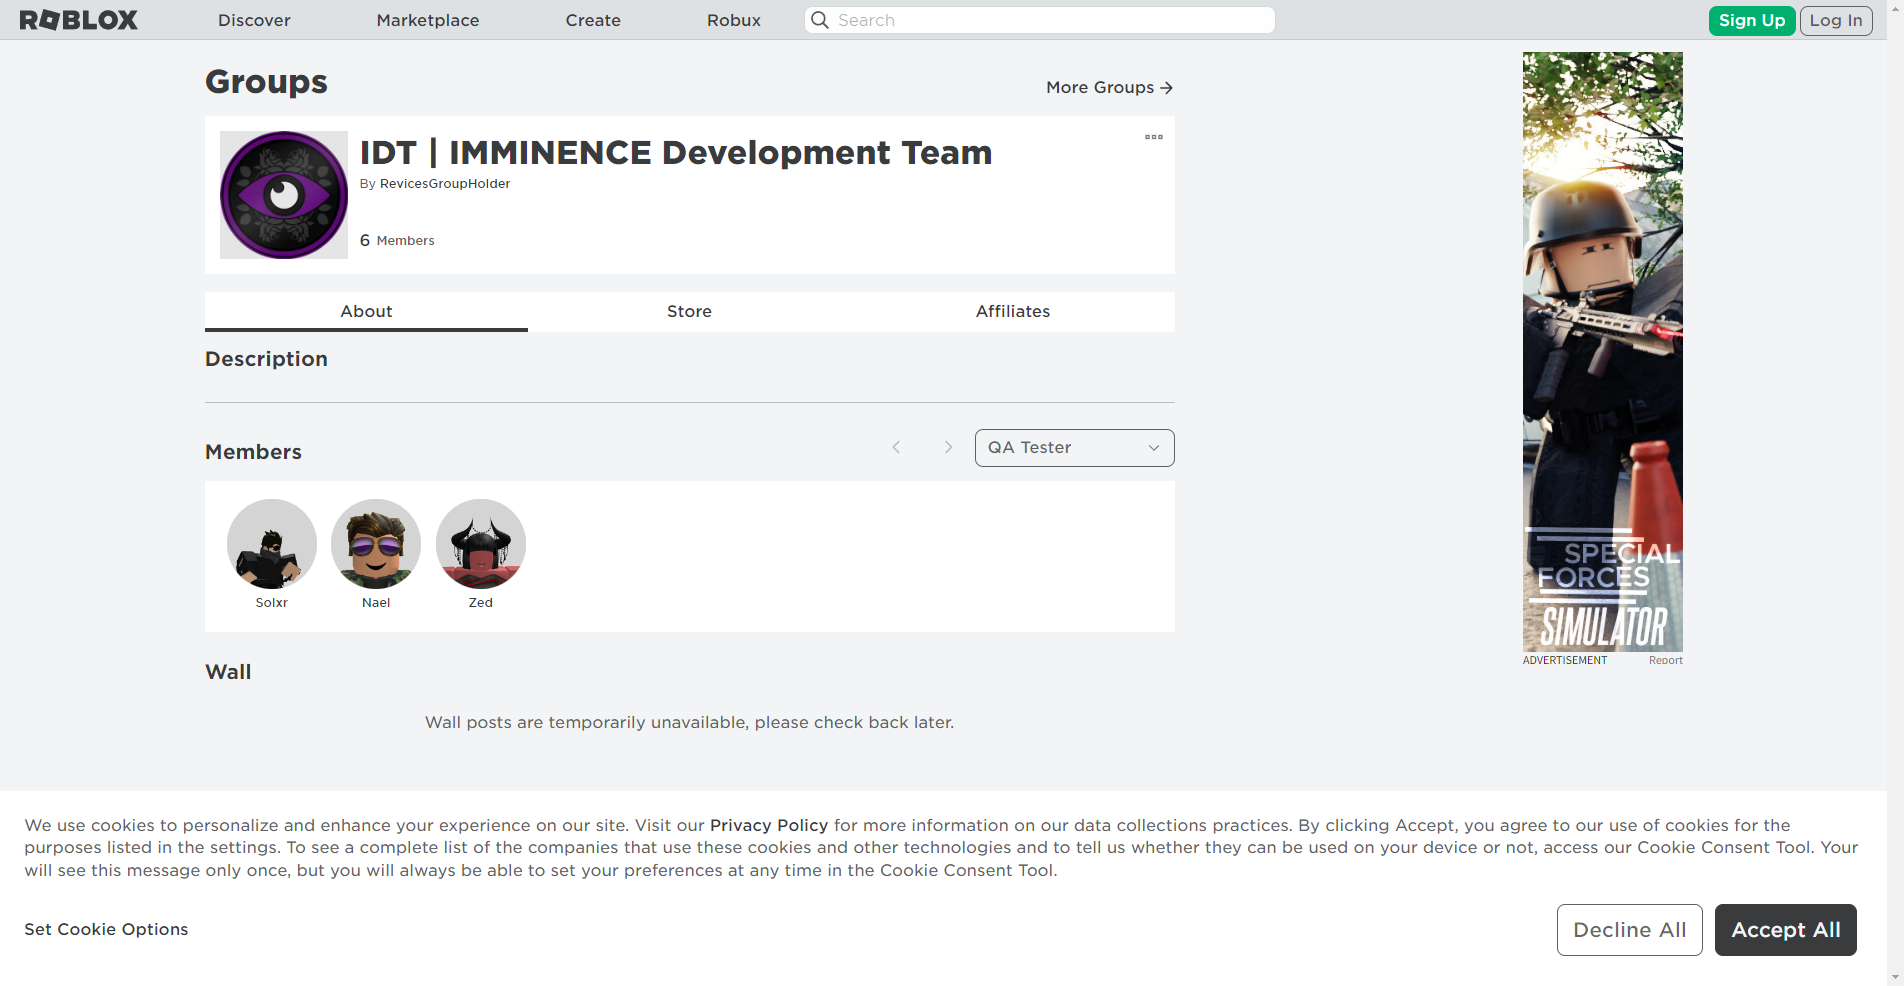 ROBLOX
Discover
Marketplace
Create
Robux
Search
Sign Up
Log In
Groups
More Groups
IDT | IMMINENCE Development Team
By RevicesGroupHolder
6 Members
About
Store
Affiliates
Description
Members
QA Tester
Solxr
Nael
Zed
Wall
Wall posts are temporarily unavailable, please check back later.
SPECIAL
FORCES
SIMULATOR
ADVERTISEMENT
Report
We use cookies to personalize and enhance your experience on our site. Visit our Privacy Policy for more information on our data collections practices. By clicking Accept, you agree to our use of cookies for the
purposes listed in the settings. To see a complete list of the companies that use these cookies and other technologies and to tell us whether they can be used on your device or not, access our Cookie Consent Tool. Your
will see this message only once, but you will always be able to set your preferences at any time in the Cookie Consent Tool.
Set Cookie Options
Decline All
Accept All